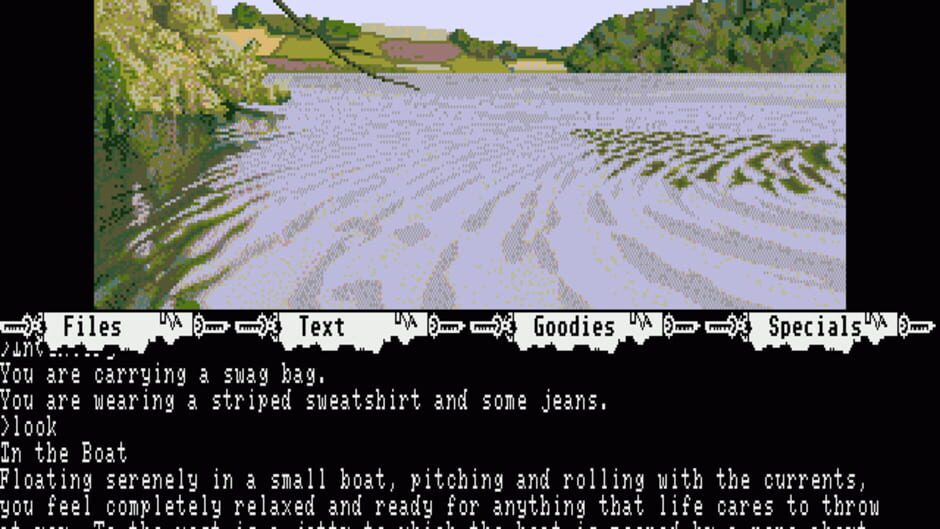 Files Text Goodies Specials
You are carrying a swag bag.
You are wearing a striped sweatshirt and some jeans.
>look
In the Boat
Floating serenely in a small boat, pitching and rolling with the currents,
you feel completely relaxed and ready for anything that life cares to throw